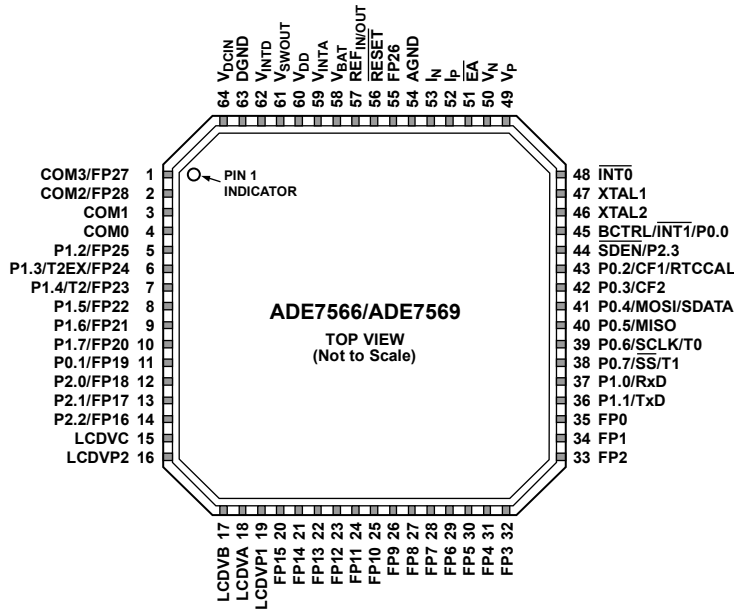 64 VDCIN
63 DGND
62 VINTD
61 VSWOUT
60 VDD
59 VINTA
58 VBAT
57 REFIN/OUT
56 RESET
55 FP26
54 AGND
53 IN
52 IP
51 EA
50 VN
49 VP
COM3/FP27 1
COM2/FP28 2
COM1 3
COM0 4
P1.2/FP25 5
P1.3/T2EX/FP24 6
P1.4/T2/FP23 7
P1.5/FP22 8
P1.6/FP21 9
P1.7/FP20 10
P0.1/FP19 11
P2.0/FP18 12
P2.1/FP17 13
P2.2/FP16 14
LCDVC 15
LCDVP2 16
PIN 1
INDICATOR
ADE7566/ADE7569
TOP VIEW
(Not to Scale)
48 INT0
47 XTAL1
46 XTAL2
45 BCTRL/INT1/P0.0
44 SDEN/P2.3
43 P0.2/CF1/RTCCAL
42 P0.3/CF2
41 P0.4/MOSI/SDATA
40 P0.5/MISO
39 P0.6/SCLK/T0
38 P0.7/SS/T1
37 P1.0/RxD
36 P1.1/TxD
35 FP0
34 FP1
33 FP2
LCDVB 17
LCDVA 18
LCDVP1 19
FP15 20
FP14 21
FP13 22
FP12 23
FP11 24
FP10 25
FP9 26
FP8 27
FP7 28
FP6 29
FP5 30
FP4 31
FP3 32